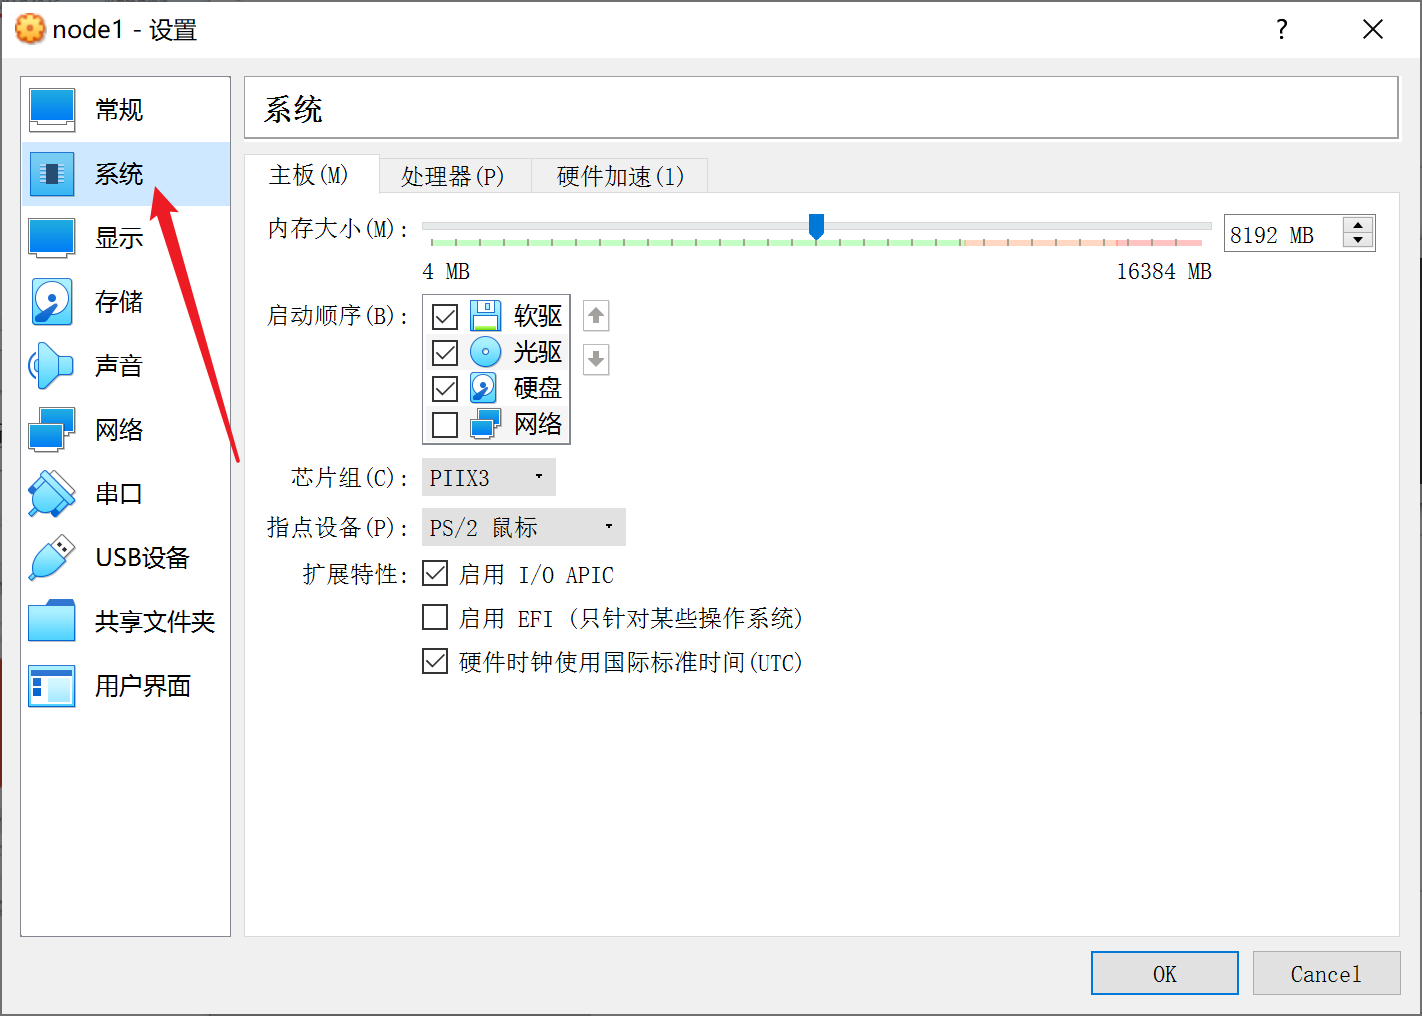 node1 - 设置
?
常规
系统
显示
存储
声音
网络
串口
USB设备
共享文件夹
用户界面
系统
主板(M)
处理器(P)
硬件加速(l)
内存大小(M):
8192 MB
4 MB
16384 MB
启动顺序(B):
软驱
光驱
硬盘
网络
芯片组(C):
PIIX3
指点设备(P):
PS/2 鼠标
扩展特性:
启用 I/O APIC
启用 EFI (只针对某些操作系统)
硬件时钟使用国际标准时间(UTC)
OK
Cancel